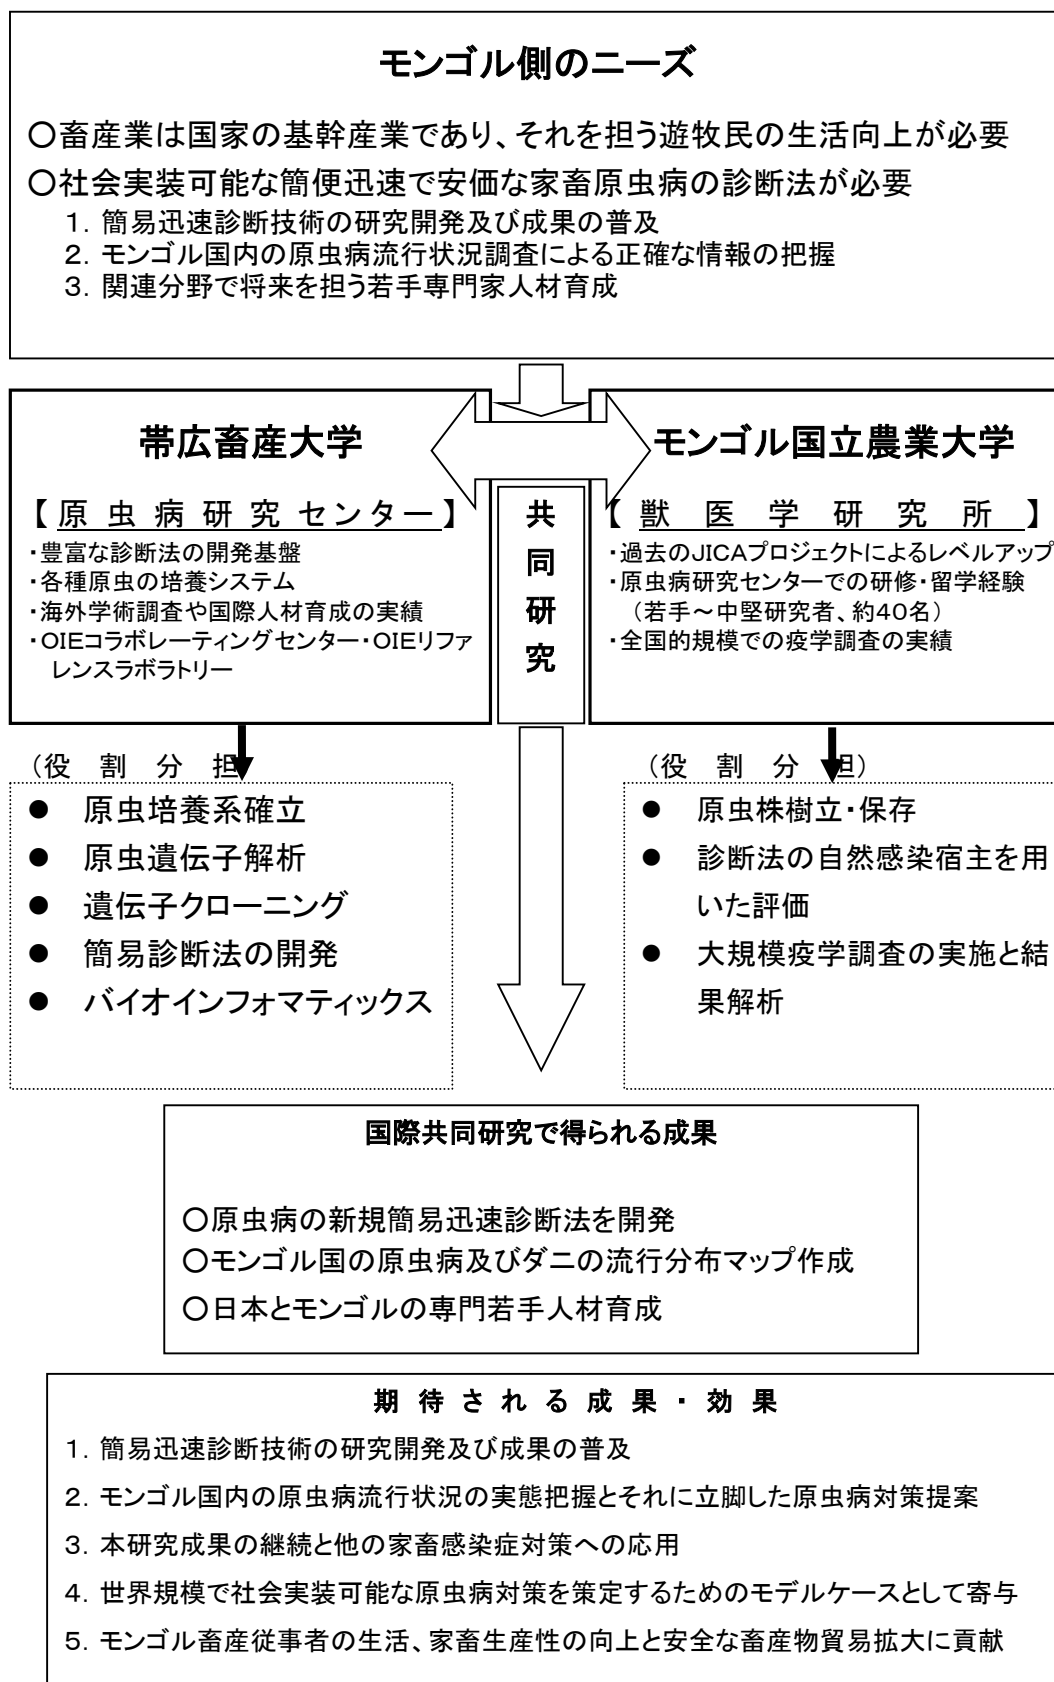 モンゴル側のニーズ
〇畜産業は国家の基幹産業であり、それを担う遊牧民の生活向上が必要
〇社会実装可能な簡便迅速で安価な家畜原虫病の診断法が必要
1. 簡易迅速診断技術の研究開発及び成果の普及
2. モンゴル国内の原虫病流行状況調査による正確な情報の把握
3. 関連分野で将来を担う若手専門家人材育成
帯広畜産大学
【原虫病研究センター】
・豊富な診断法の開発基盤
・各種原虫の培養システム
・海外学術調査や国際人材育成の実績
・OIEコラボレーティングセンター・OIEリファ
レンスラボラトリー
共
同
研
究
モンゴル国立農業大学
【獣医学研究所】
・過去のJICAプロジェクトによるレベルアップ
・原虫病研究センターでの研修・留学経験
(若手～中堅研究者、約40名)
・全国的規模での疫学調査の実績
(役割分担
● 原虫培養系確立
● 原虫遺伝子解析
● 遺伝子クローニング
● 簡易診断法の開発
● バイオインフォマティックス
(役割分担)
● 原虫株樹立・保存
● 診断法の自然感染宿主を用
いた評価
● 大規模疫学調査の実施と結
果解析
国際共同研究で得られる成果
〇原虫病の新規簡易迅速診断法を開発
〇モンゴル国の原虫病及びダニの流行分布マップ作成
〇日本とモンゴルの専門若手人材育成
期待される成果・効果
1. 簡易迅速診断技術の研究開発及び成果の普及
2. モンゴル国内の原虫病流行状況の実態把握とそれに立脚した原虫病対策提案
3. 本研究成果の継続と他の家畜感染症対策への応用
4. 世界規模で社会実装可能な原虫病対策を策定するためのモデルケースとして寄与
5. モンゴル畜産従事者の生活、家畜生産性の向上と安全な畜産物貿易拡大に貢献